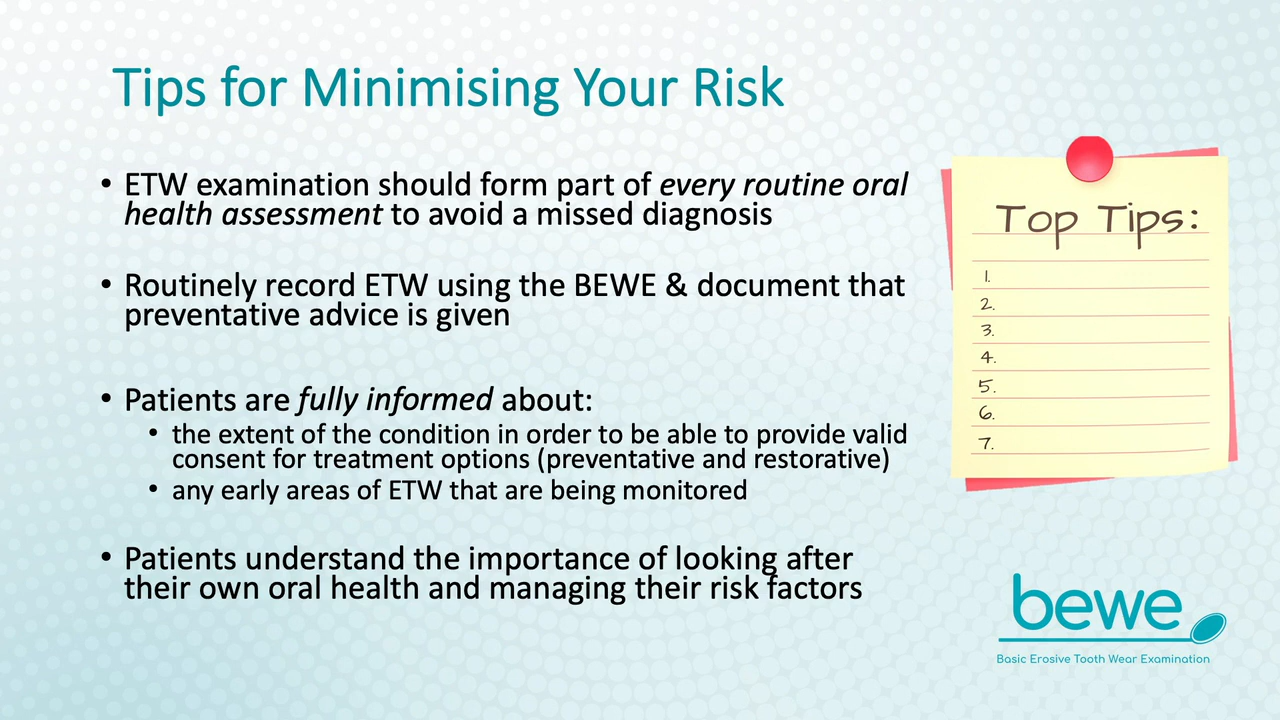 Tips for Minimising Your Risk
• ETW examination should form part of every routine oral
health assessment to avoid a missed diagnosis
• Routinely record ETW using the BEWE & document that
preventative advice is given
• Patients are fully informed about:
• the extent of the condition in order to be able to provide valid
consent for treatment options (preventative and restorative)
• any early areas of ETW that are being monitored
• Patients understand the importance of looking after
their own oral health and managing their risk factors
Top Tips:
1.
2.
3.
4.
5.
6.
7.
bewe
Basic Erosive Tooth Wear Examination